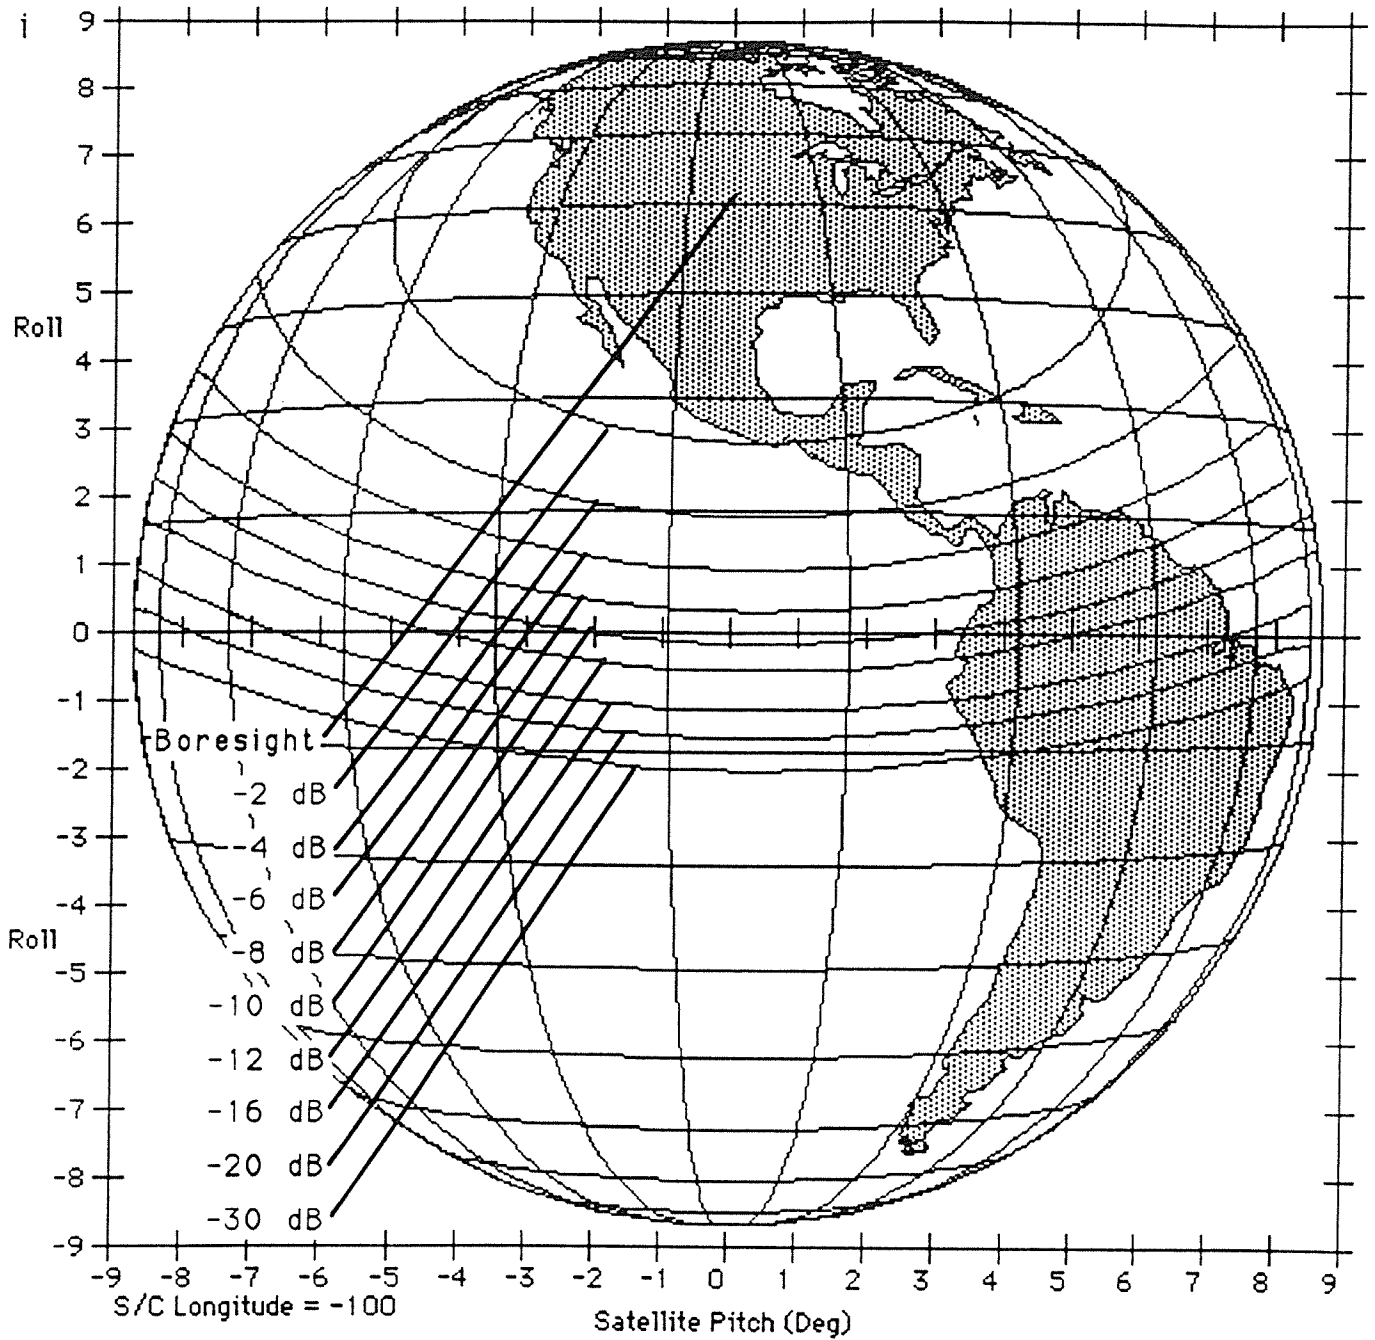 i
9
8
7
6
5
Roll
4
3
2
1
0
-1
Boresight
-2
-2 dB
-3
-4 dB
-6 dB
-4
Roll
-8 dB
-5
-10 dB
-6
-12 dB
-7
-16 dB
-20 dB
-8
-30 dB
-9
-9 -8 -7 -6 -5 -4 -3 -2 -1 0 1 2 3 4 5 6 7 8 9
S/C Longitude = -100
Satellite Pitch (Deg)